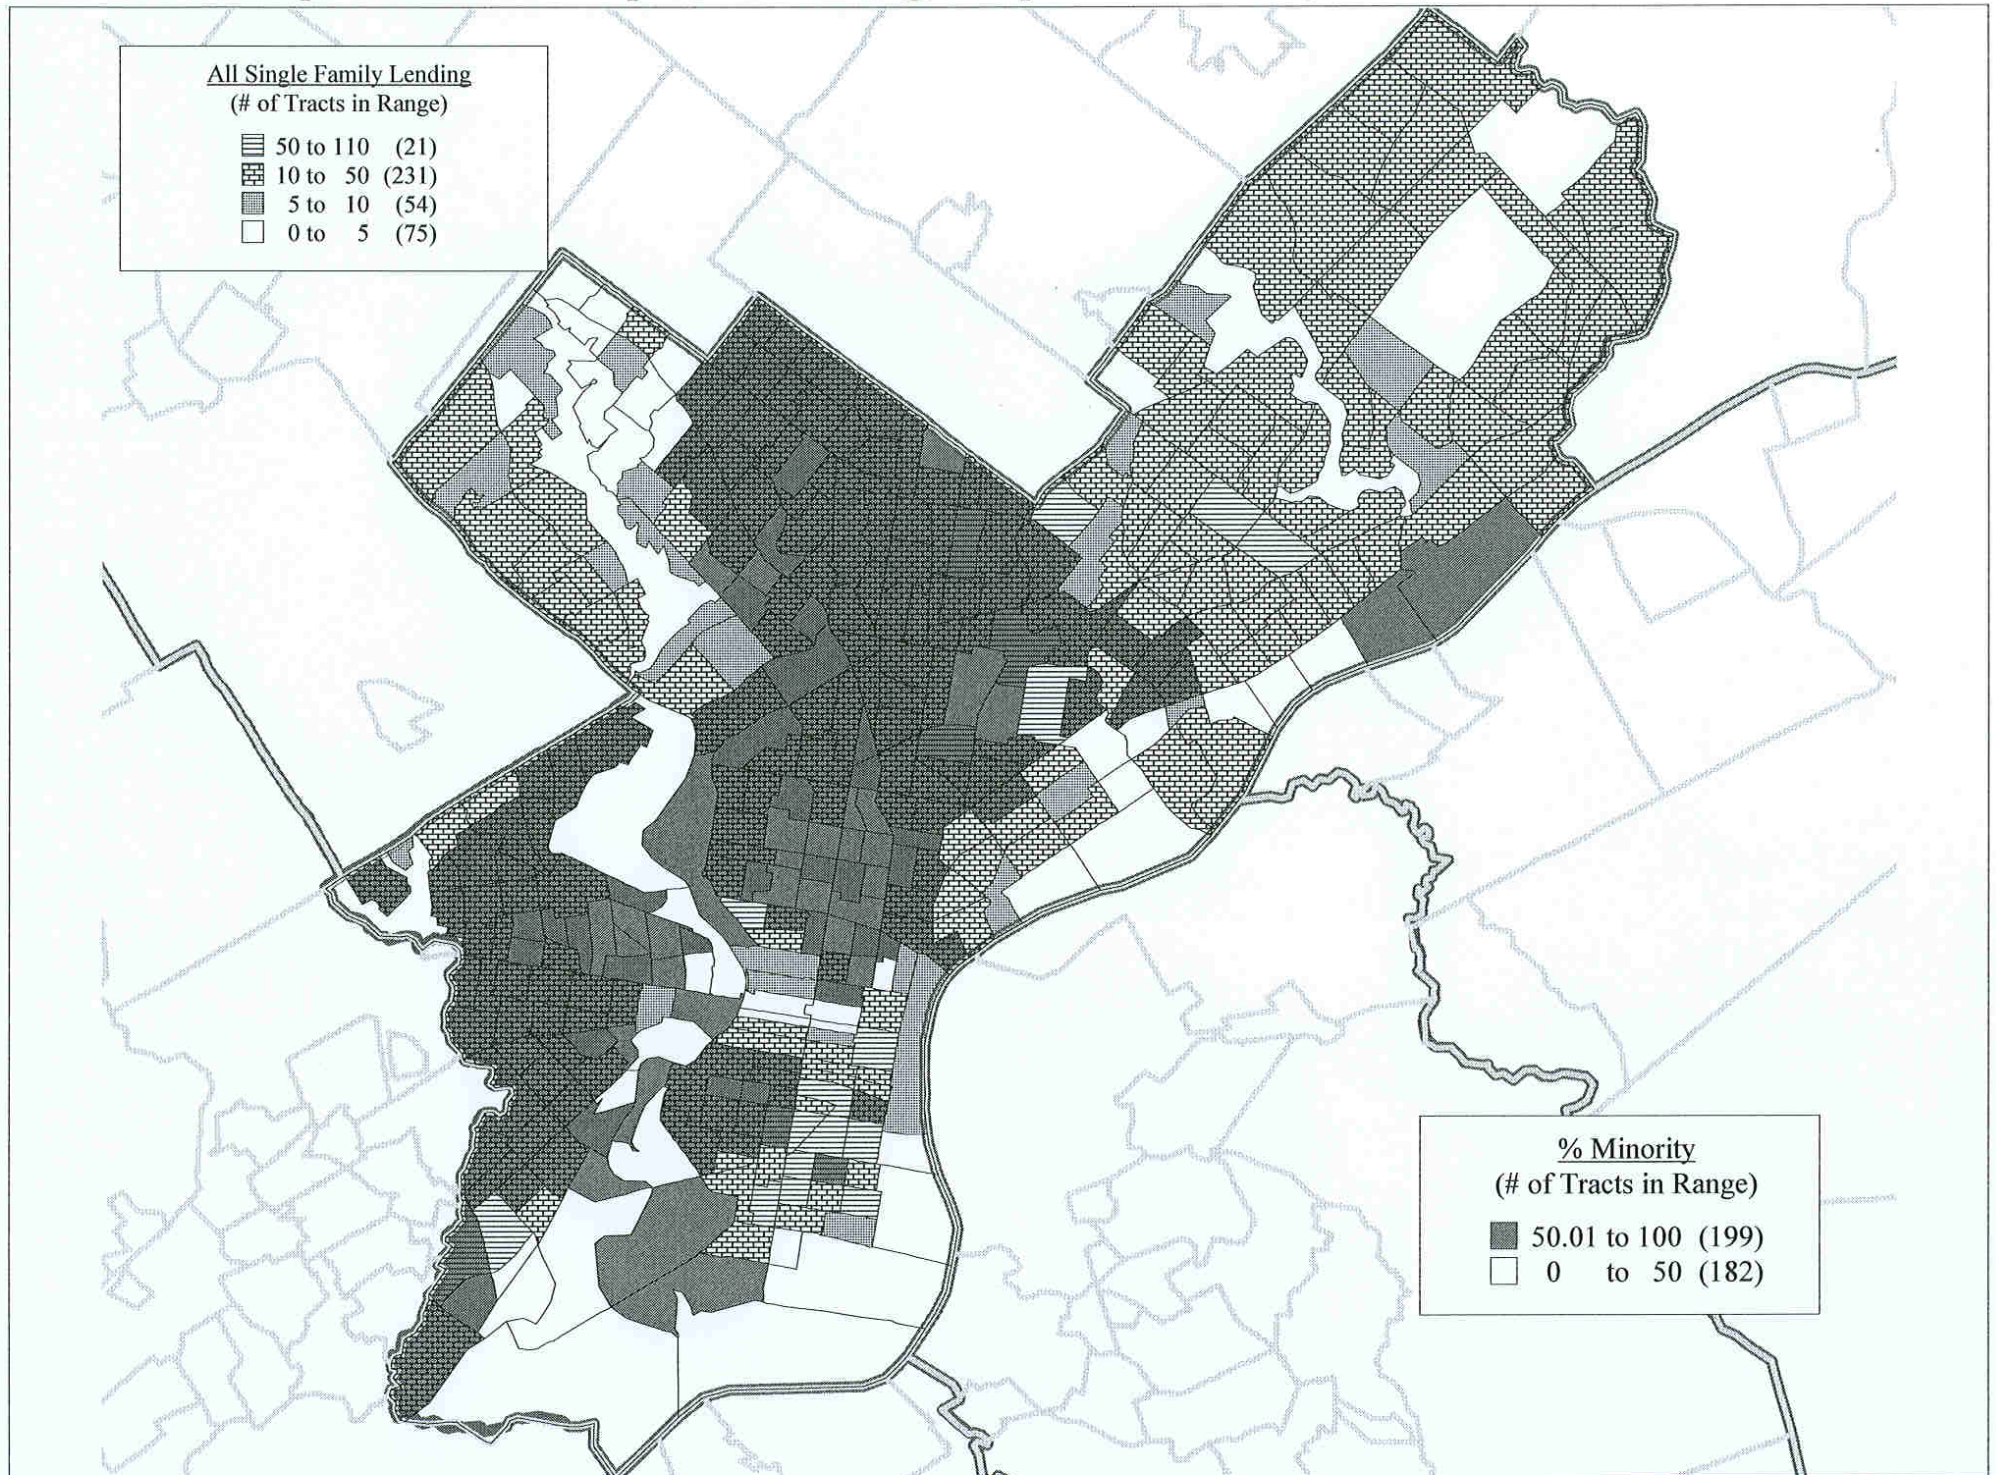 All Single Family Lending
(# of Tracts in Range)
50 to 110 (21)
10 to 50 (231)
5 to 10 (54)
0 to 5 (75)
% Minority
(# of Tracts in Range)
50.01 to 100 (199)
0 to 50 (182)